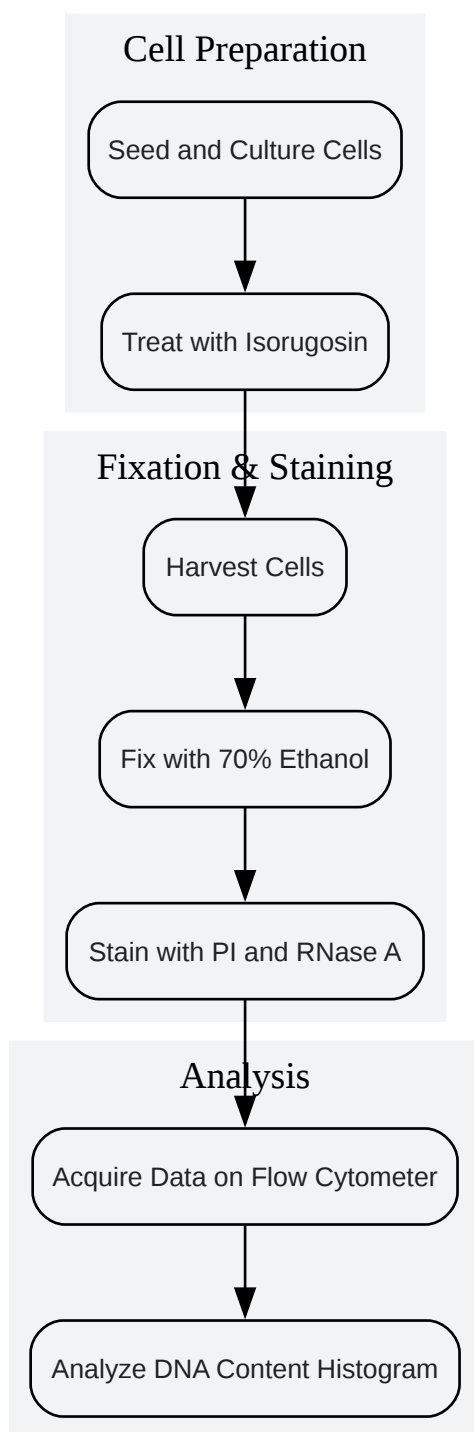 Cell Preparation
Seed and Culture Cells
Treat with Isorugosin
Fixation & Staining
Harvest Cells
Fix with 70% Ethanol
Stain with PI and RNase A
Analysis
Acquire Data on Flow Cytometer
Analyze DNA Content Histogram